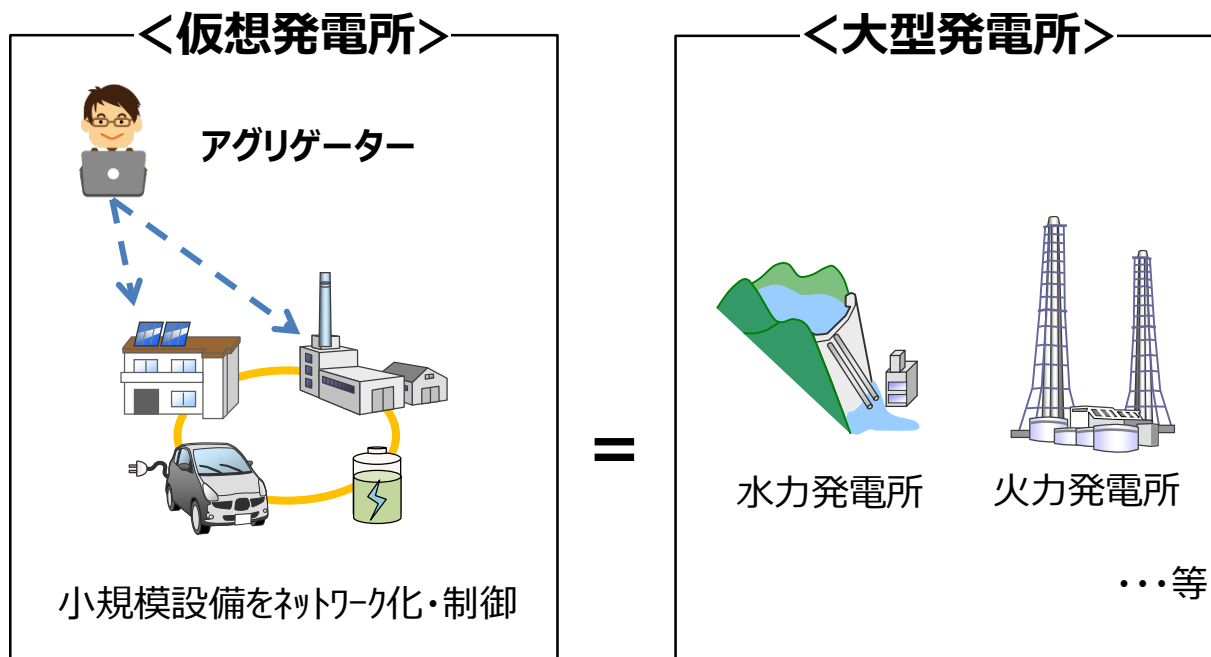 <仮想発電所>
アグリゲーター
小規模設備をネットワーク化・制御
=
<大型発電所>
水力発電所
火力発電所
・・・等